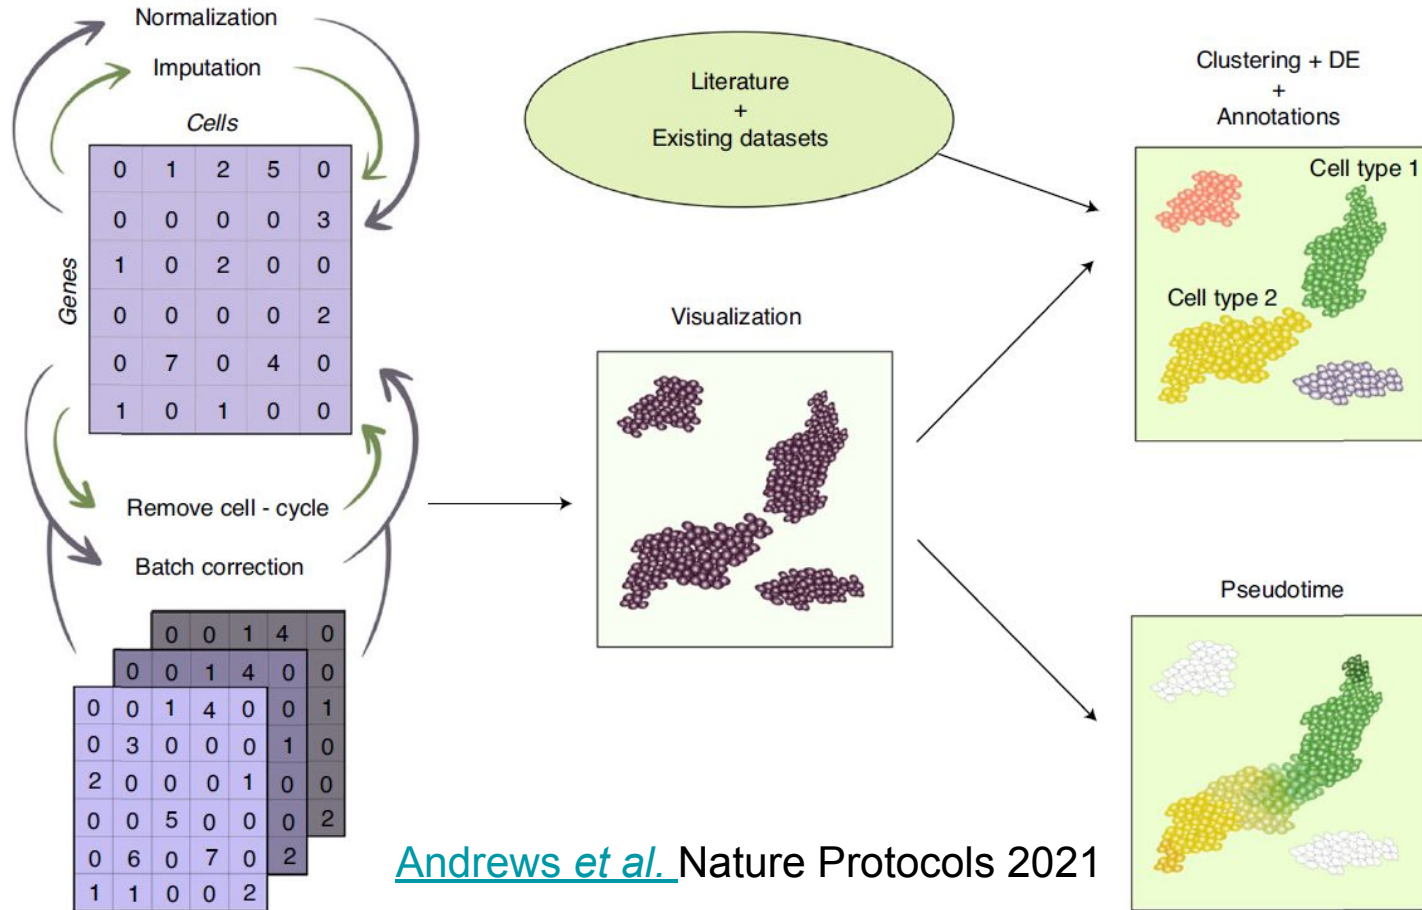 Normalization
Imputation
Cells
Genes
0 1 2 5 0
0 0 0 0 3
1 0 2 0 0
0 0 0 0 2
0 7 0 4 0
1 0 1 0 0
Remove cell - cycle
Batch correction
0 0 1 4 0
0 0 1 4 0 0
0 0 1 4 0 0 1
0 3 0 0 0 1 0
2 0 0 0 1 0 0
0 0 5 0 0 0 2
0 6 0 7 0 2
1 1 0 0 2
Literature
+
Existing datasets
Visualization
Clustering + DE
+
Annotations
Cell type 1
Cell type 2
Pseudotime
Andrews et al. Nature Protocols 2021